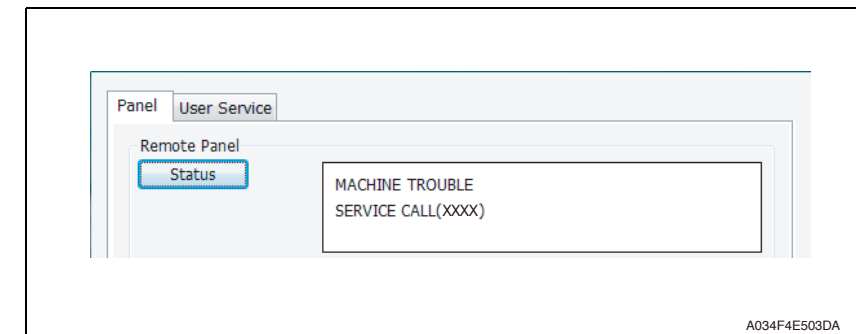 Panel
User Service
Remote Panel
Status
MACHINE TROUBLE
SERVICE CALL(XXXX)
A034F4E503DA